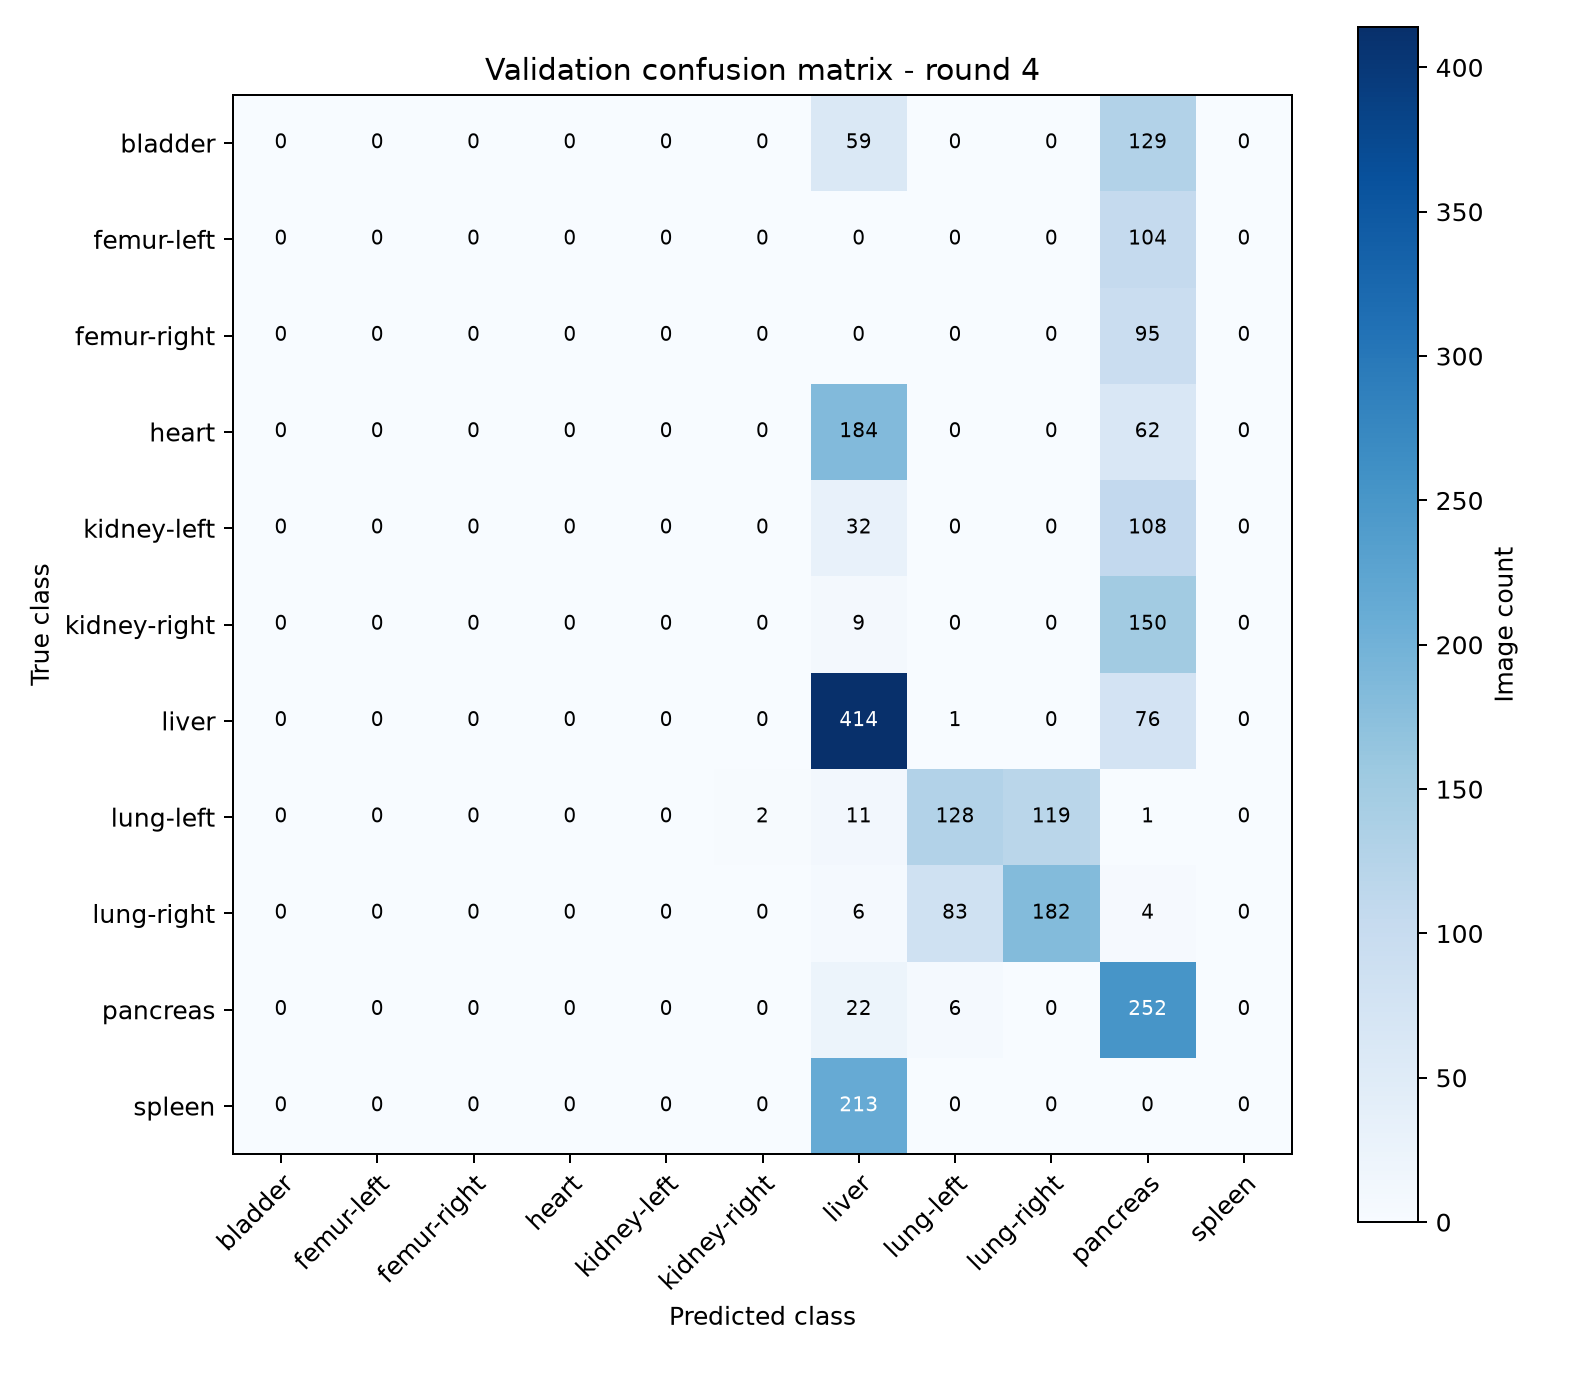 Validation confusion matrix - round 4
bladder 0 0 0 0 0 0 59 0 0 129 0
femur-left 0 0 0 0 0 0 0 0 0 104 0
femur-right 0 0 0 0 0 0 0 0 0 95 0
heart 0 0 0 0 0 0 184 0 0 62 0
kidney-left 0 0 0 0 0 0 32 0 0 108 0
kidney-right 0 0 0 0 0 0 9 0 0 150 0
liver 0 0 0 0 0 0 414 1 0 76 0
lung-left 0 0 0 0 0 2 11 128 119 1 0
lung-right 0 0 0 0 0 0 6 83 182 4 0
pancreas 0 0 0 0 0 0 22 6 0 252 0
spleen 0 0 0 0 0 0 213 0 0 0 0
bladder femur-left femur-right heart kidney-left kidney-right liver lung-left lung-right pancreas spleen
Predicted class
True class
400
350
300
250
200
150
100
50
0
Image count